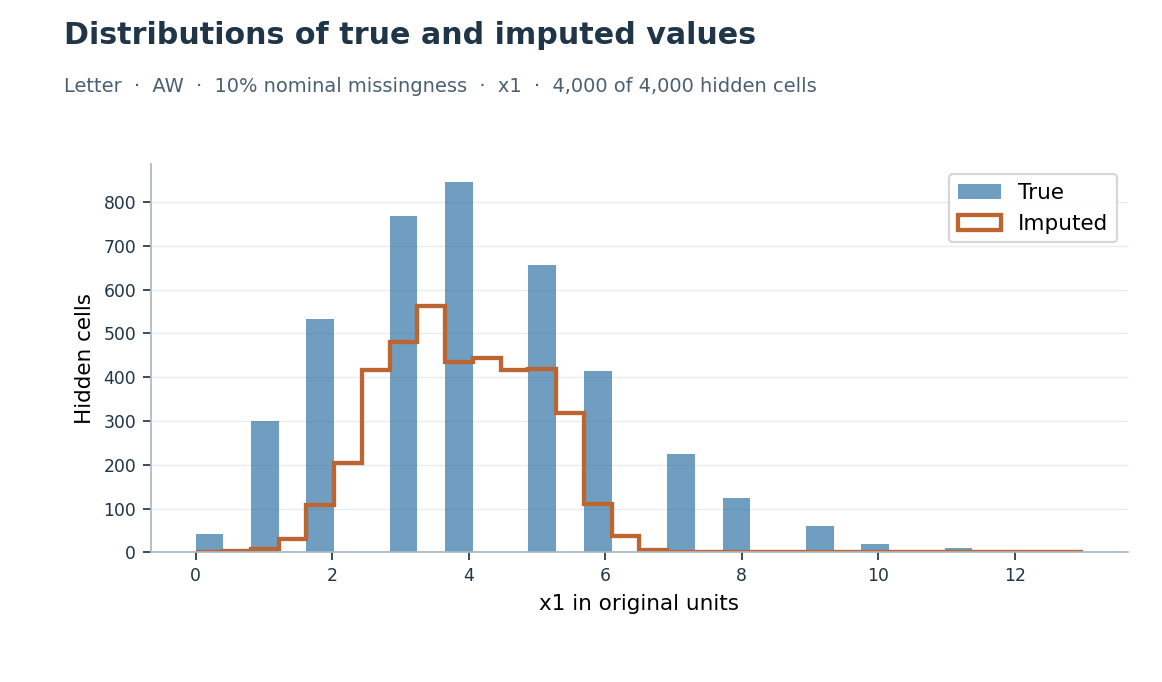 Distributions of true and imputed values
Letter · AW · 10% nominal missingness · x1 · 4,000 of 4,000 hidden cells
True
Imputed
Hidden cells
800
700
600
500
400
300
200
100
0
0 2 4 6 8 10 12
x1 in original units